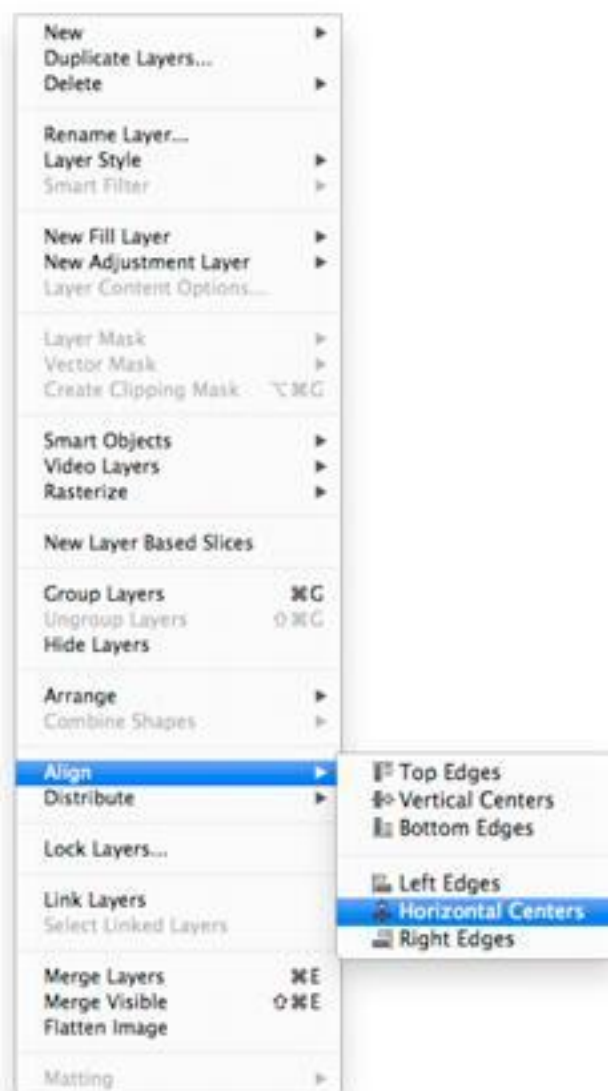 New
Duplicate Layers...
Delete
Rename Layer...
Layer Style
Smart Filter
New Fill Layer
New Adjustment Layer
Layer Content Options...
Layer Mask
Vector Mask
Create Clipping Mask ⌥⌘G
Smart Objects
Video Layers
Rasterize
New Layer Based Slices
Group Layers ⌘G
Ungroup Layers ⇧⌘G
Hide Layers
Arrange
Combine Shapes
Align
Distribute
Lock Layers...
Link Layers
Select Linked Layers
Merge Layers ⌘E
Merge Visible ⇧⌘E
Flatten Image
Matting
Top Edges
Vertical Centers
Bottom Edges
Left Edges
Horizontal Centers
Right Edges